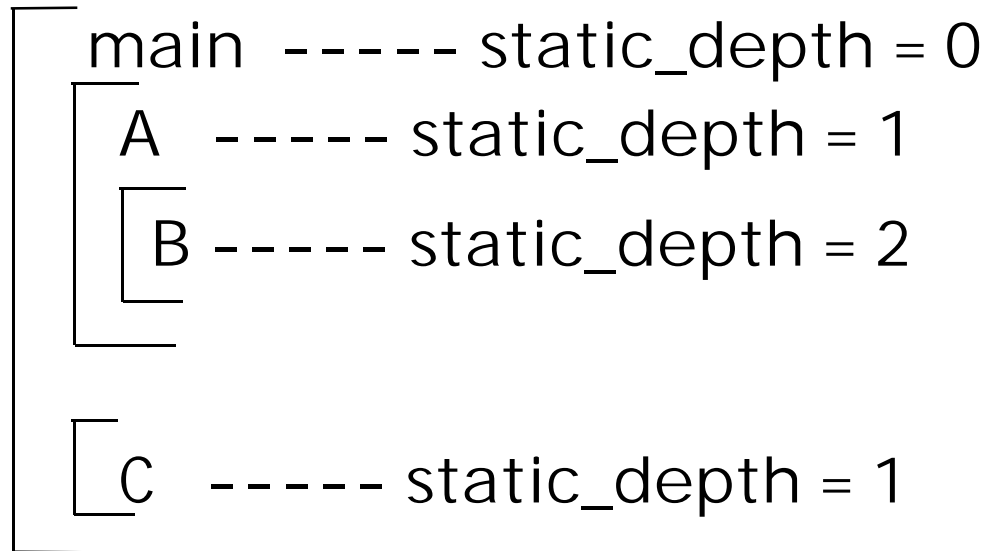 main ----- static_depth = 0
A ----- static_depth = 1
B ----- static_depth = 2
C ----- static_depth = 1